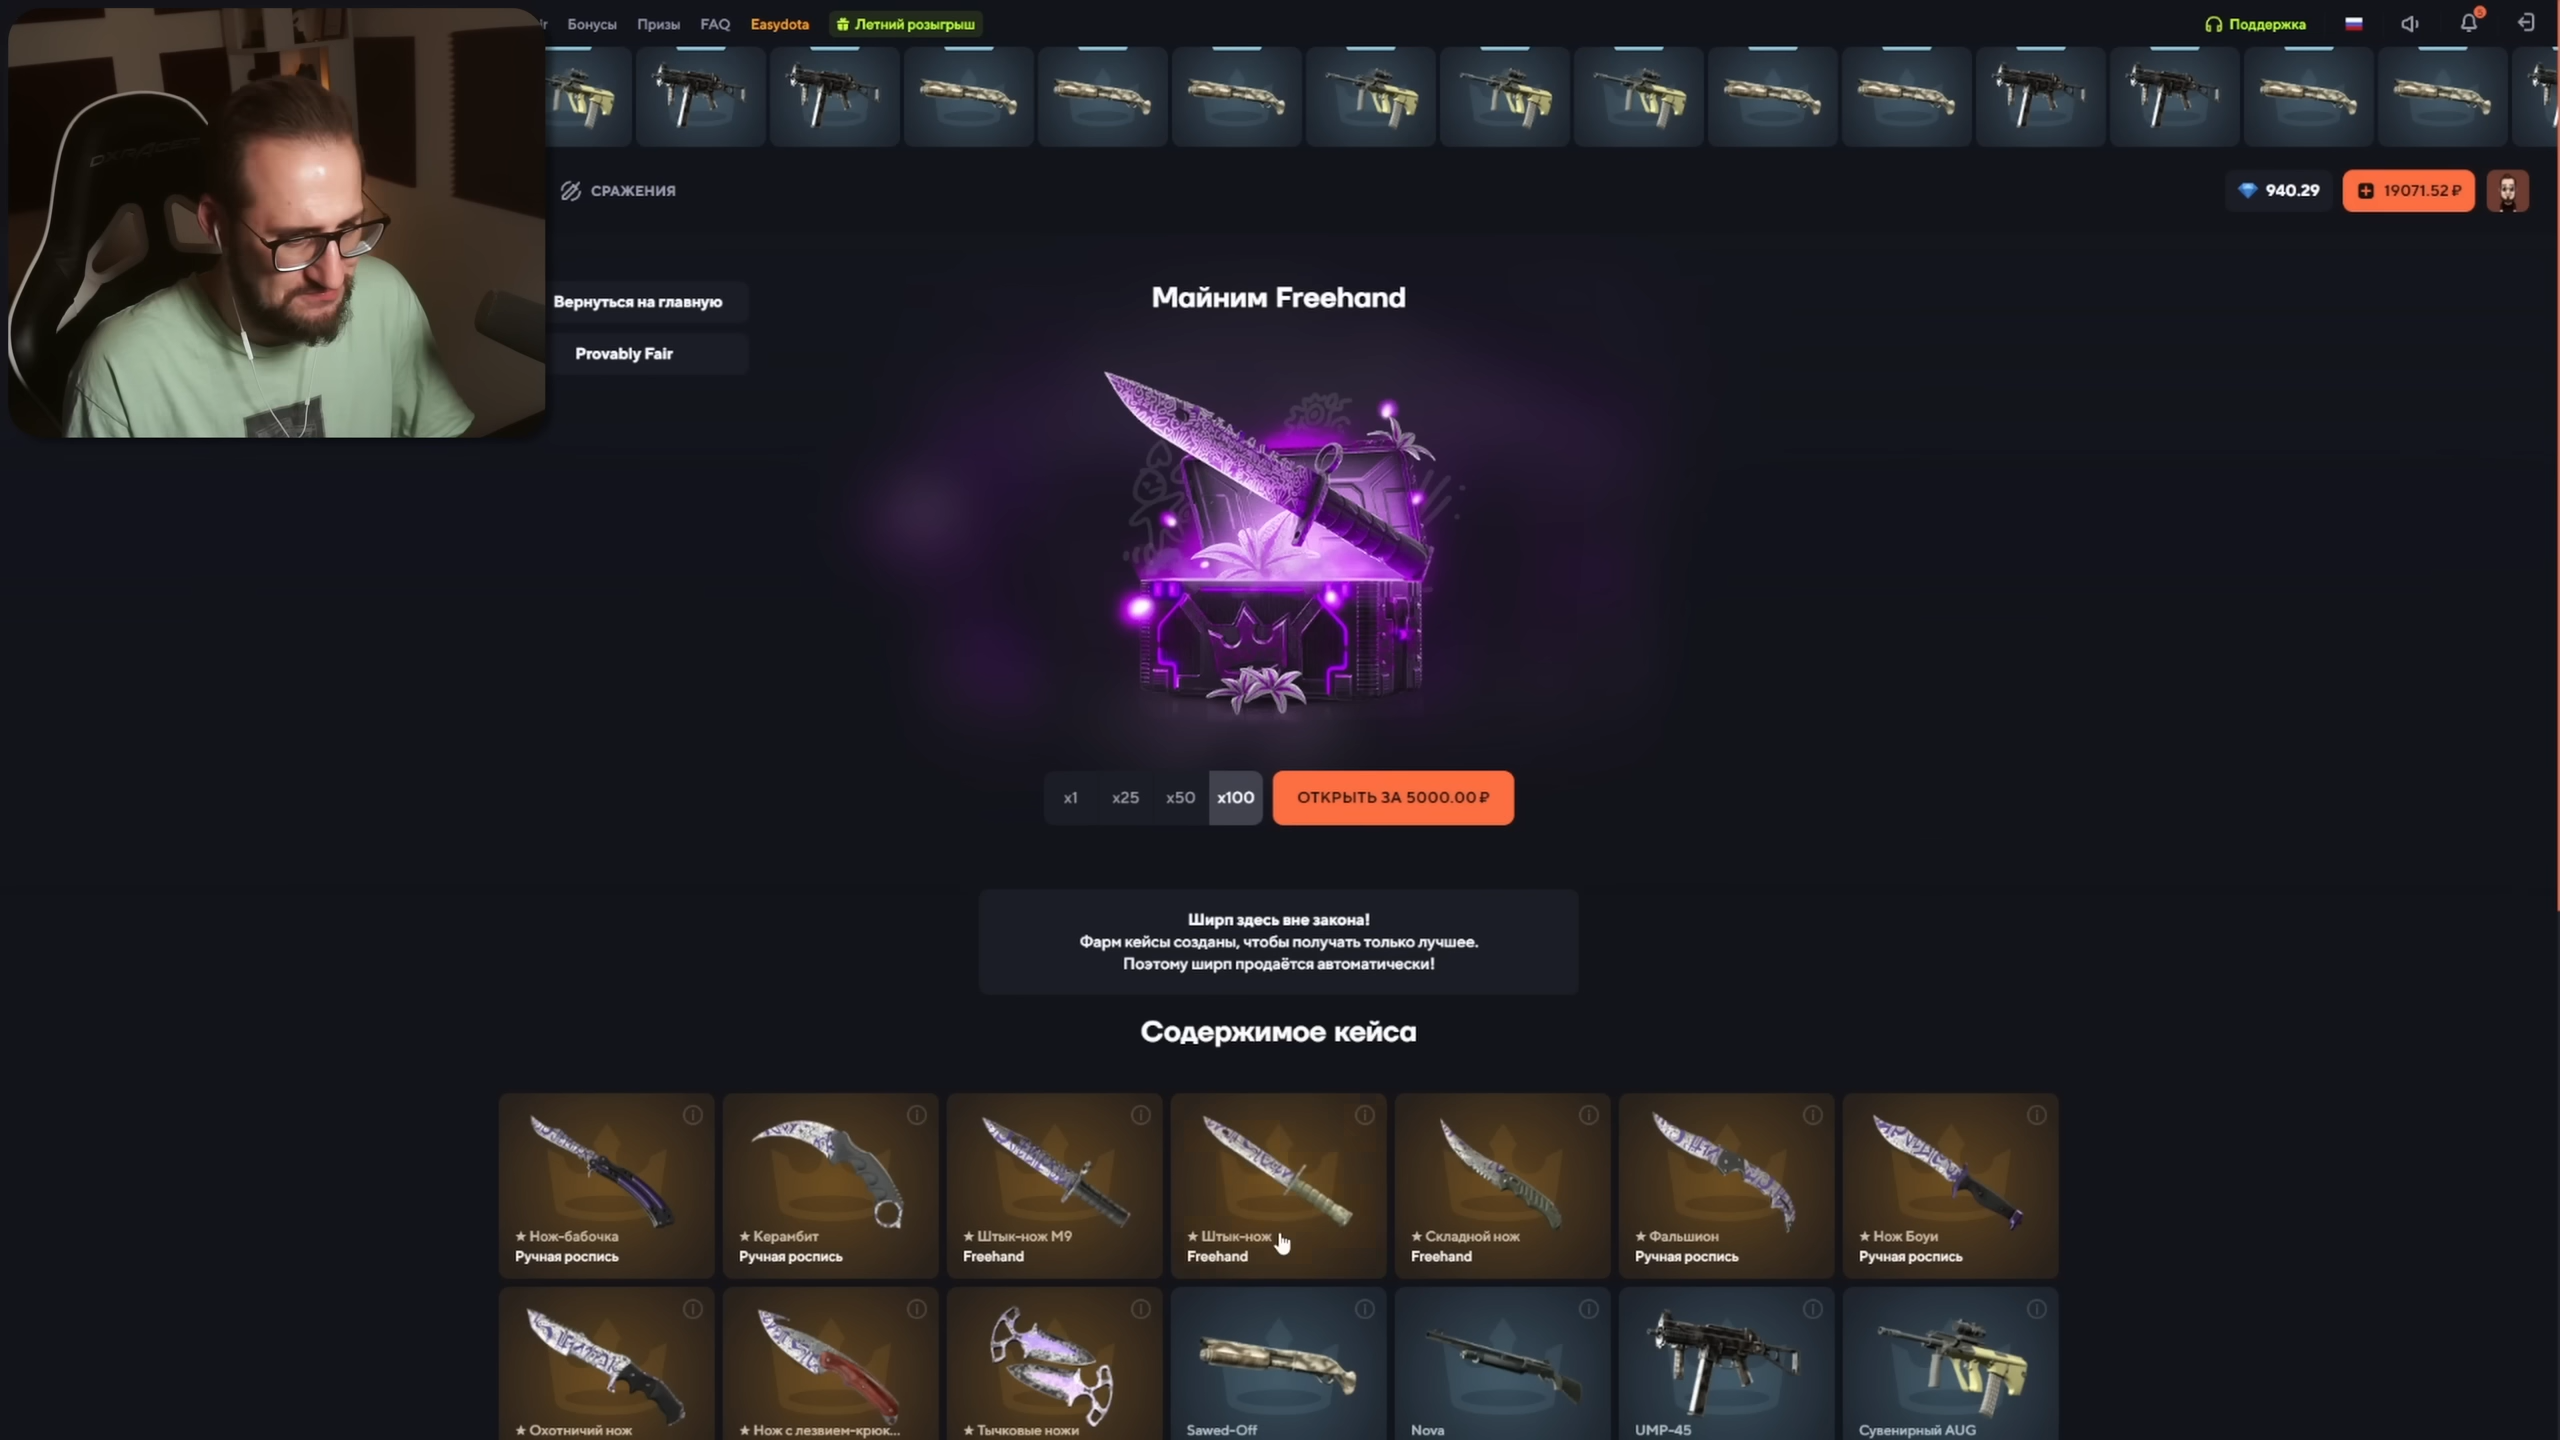 Бонусы
Призы
FAQ
Easydota
Летний розыгрыш
Поддержка
DXRACER
СРАЖЕНИЯ
940.29
19071.52 ₽
Вернуться на главную
Provably Fair
Майним Freehand
x1
x25
x50
x100
ОТКРЫТЬ ЗА 5000.00 ₽
Ширп здесь вне закона!
Фарм кейсы созданы, чтобы получать только лучшее.
Поэтому ширп продаётся автоматически!
Содержимое кейса
★ Нож-бабочка
Ручная роспись
★ Керамбит
Ручная роспись
★ Штык-нож M9
Freehand
★ Штык-нож
Freehand
★ Складной нож
Freehand
★ Фальшион
Ручная роспись
★ Нож Боуи
Ручная роспись
★ Охотничий нож
★ Нож с лезвием-крюк...
★ Тычковые ножи
Sawed-Off
Nova
UMP-45
Сувенирный AUG